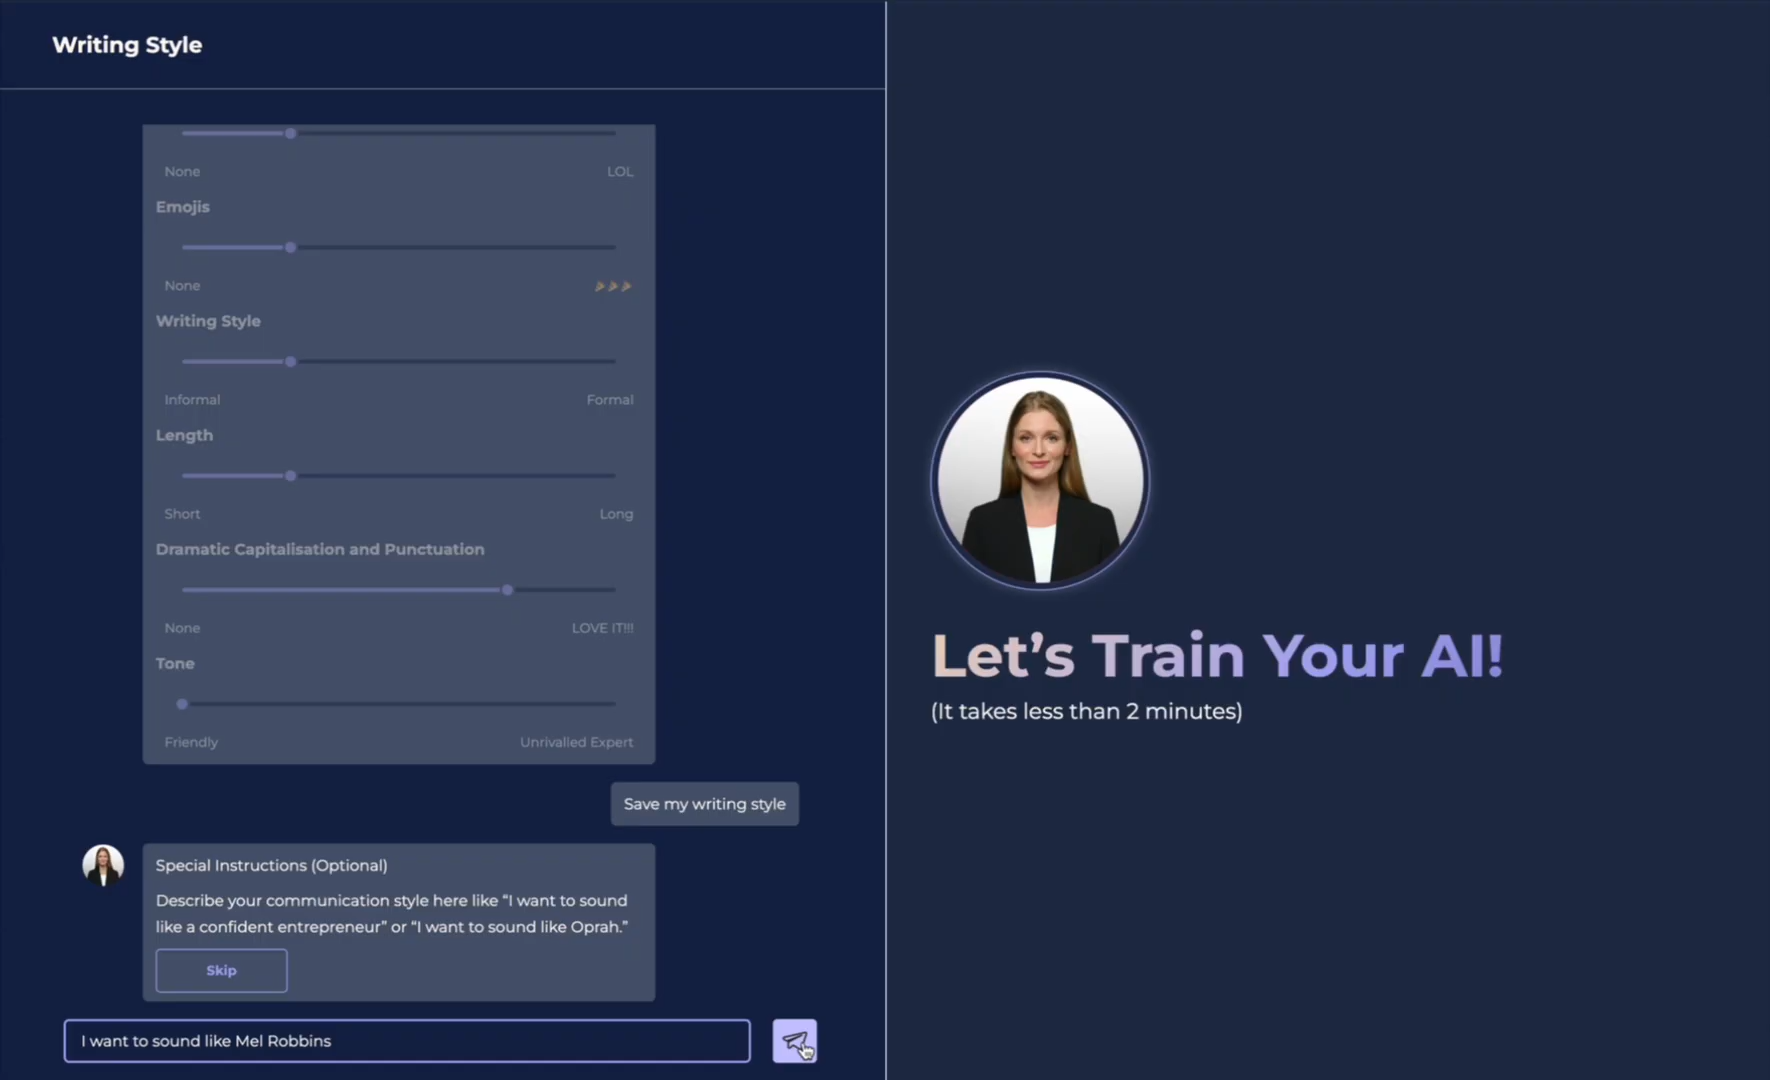 Writing Style
None LOL
Emojis
None
Writing Style
Informal Formal
Length
Short Long
Dramatic Capitalisation and Punctuation
None LOVE IT!!!
Tone
Friendly Unrivalled Expert
Save my writing style
Special Instructions (Optional)
Describe your communication style here like “I want to sound
like a confident entrepreneur” or “I want to sound like Oprah.”
Skip
I want to sound like Mel Robbins
Let’s Train Your AI!
(It takes less than 2 minutes)